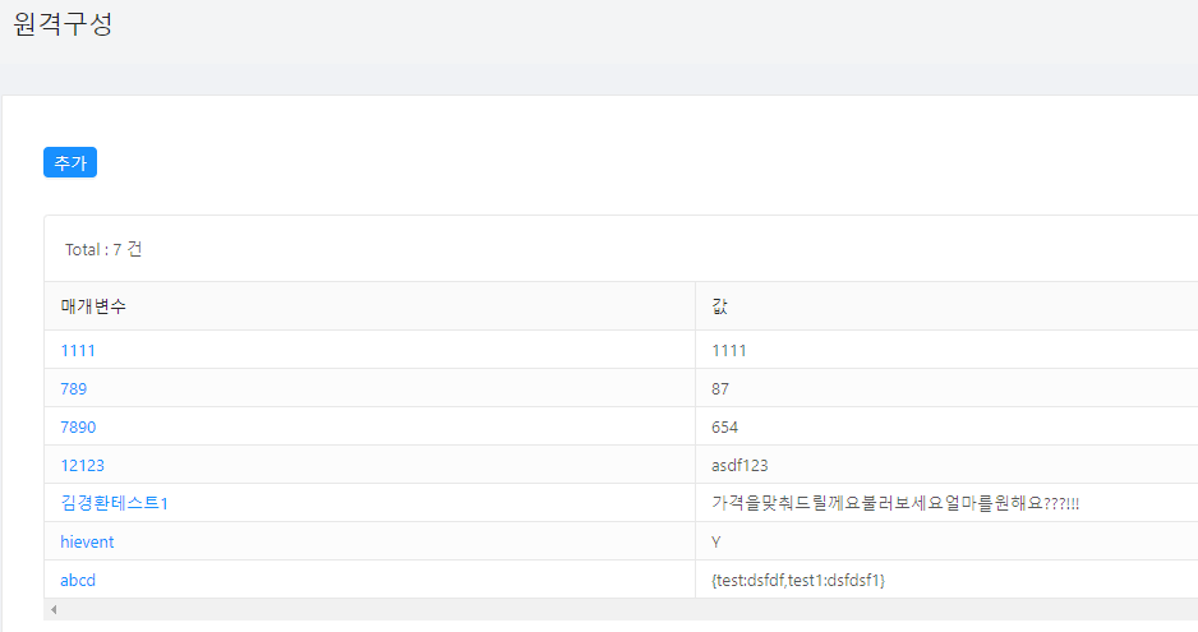 원격구성
추가
Total : 7 건
매개변수 값
1111 1111
789 87
7890 654
12123 asdf123
김경환테스트1 가격을맞춰드릴께요불러보세요얼마를원해요???!!!
hievent Y
abcd {test:dsfdf,test1:dsfdsf1}